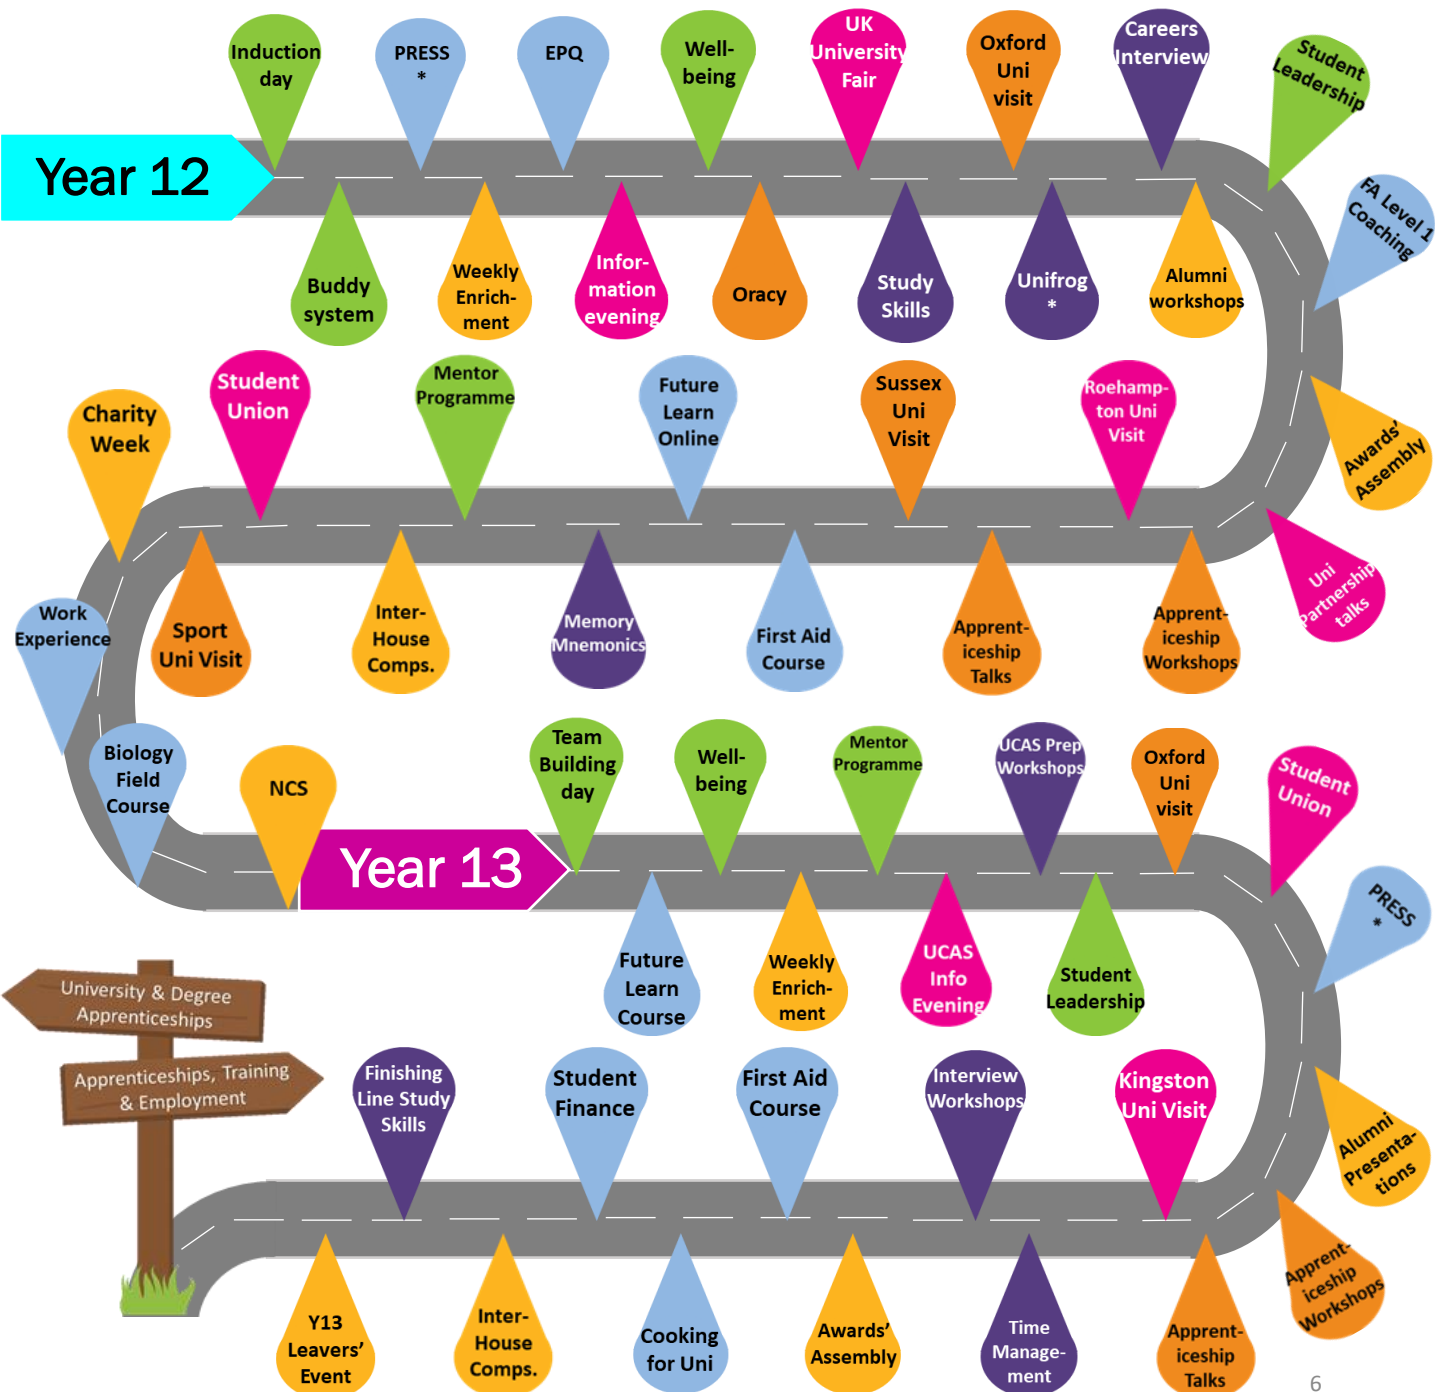 Year 12
Induction
day
Buddy
system
PRESS
*
Weekly
Enrich-
ment
EPQ
Infor-
mation
evening
Well-
being
Oracy
UK
University
Fair
Study
Skills
Oxford
Uni
visit
Unifrog
*
Careers
Interview
Alumni
workshops
Student
Leadership
FA Level 1
Coaching
Awards’
Assembly
Uni
Partnership
talks
Apprent-
iceship
Workshops
Roehamp-
ton Uni
Visit
Apprent-
iceship
Talks
Sussex
Uni
Visit
First Aid
Course
Future
Learn
Online
Memory
Mnemonics
Mentor
Programme
Inter-
House
Comps.
Student
Union
Sport
Uni Visit
Charity
Week
Work
Experience
Biology
Field
Course
NCS
Year 13
Team
Building
day
Future
Learn
Course
Well-
being
Weekly
Enrich-
ment
Mentor
Programme
UCAS
Info
Evening
UCAS Prep
Workshops
Student
Leadership
Oxford
Uni
visit
Student
Union
PRESS
*
Alumni
Presenta-
tions
Apprent-
iceship
Workshops
Apprent-
iceship
Talks
Kingston
Uni Visit
Time
Manage-
ment
Interview
Workshops
Awards’
Assembly
First Aid
Course
Cooking
for Uni
Student
Finance
Inter-
House
Comps.
Finishing
Line Study
Skills
Y13
Leavers’
Event
University & Degree
Apprenticeships
Apprenticeships, Training
& Employment
6